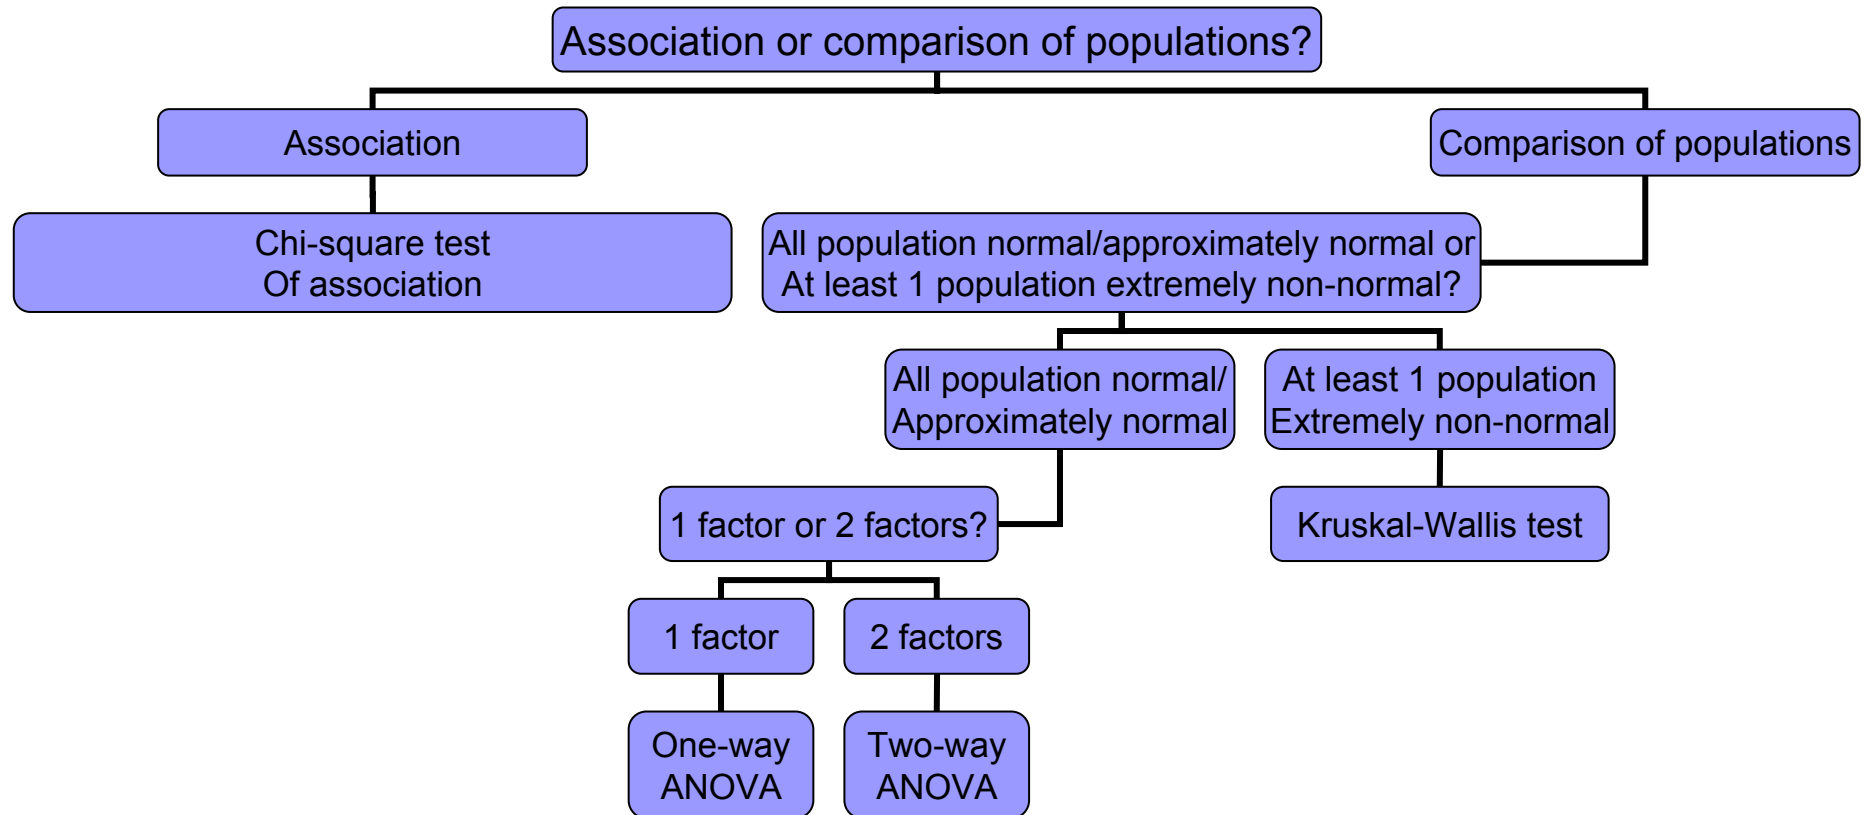 Association or comparison of populations?
Association
Comparison of populations
Chi-square test
Of association
All population normal/approximately normal or
At least 1 population extremely non-normal?
All population normal/
Approximately normal
At least 1 population
Extremely non-normal
1 factor or 2 factors?
Kruskal-Wallis test
1 factor
2 factors
One-way
ANOVA
Two-way
ANOVA